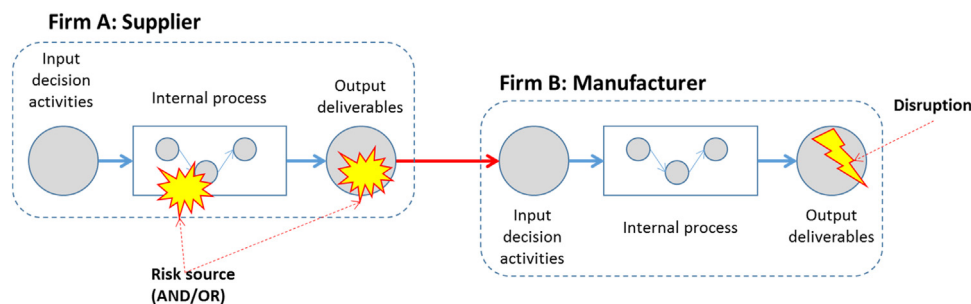 Firm A: Supplier
Input
decision
activities
Internal process
Output
deliverables
Risk source
(AND/OR)
Firm B: Manufacturer
Input
decision
activities
Internal process
Output
deliverables
Disruption